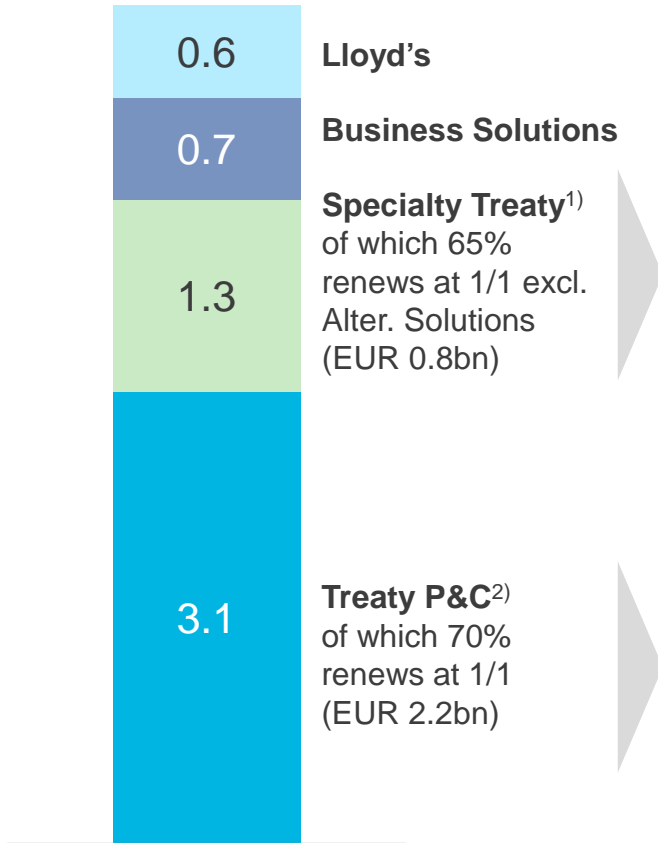 0.6
Lloyd’s
0.7
Business Solutions
1.3
Specialty Treaty1)
of which 65%
renews at 1/1 excl.
Alter. Solutions
(EUR 0.8bn)
3.1
Treaty P&C2)
of which 70%
renews at 1/1
(EUR 2.2bn)